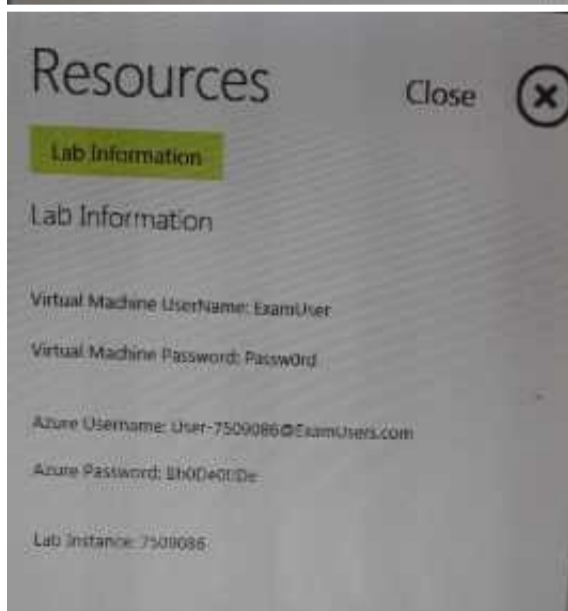 Resources
Close
Lab Information
Lab Information
Virtual Machine UserName: ExamUser
Virtual Machine Password: Passw0rd
Azure Username: User-7509086@ExamUsers.com
Azure Password:
Lab Instance: 7509086